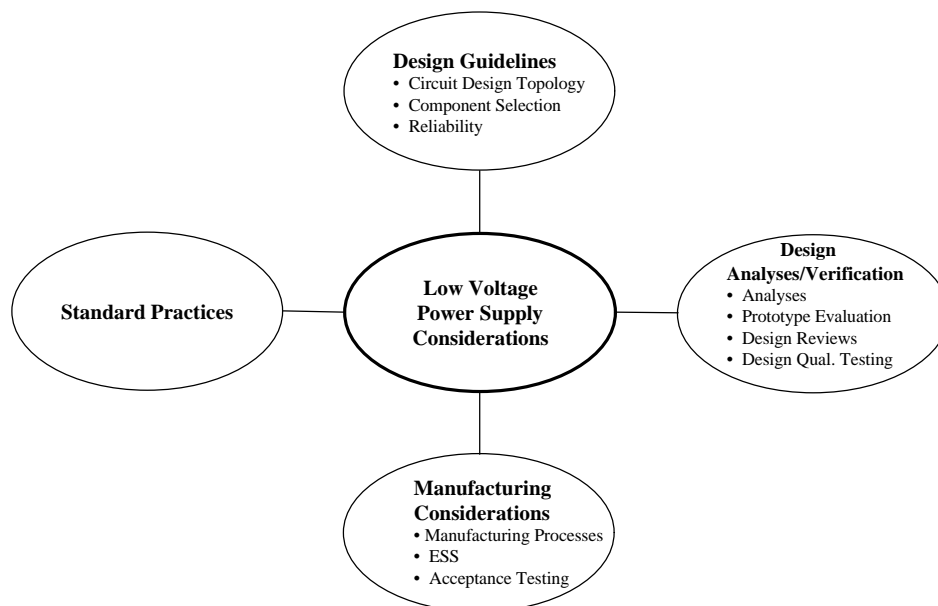 Design Guidelines
• Circuit Design Topology
• Component Selection
• Reliability
Standard Practices
Low Voltage
Power Supply
Considerations
Design
Analyses/Verification
• Analyses
• Prototype Evaluation
• Design Reviews
• Design Qual. Testing
Manufacturing
Considerations
• Manufacturing Processes
• ESS
• Acceptance Testing